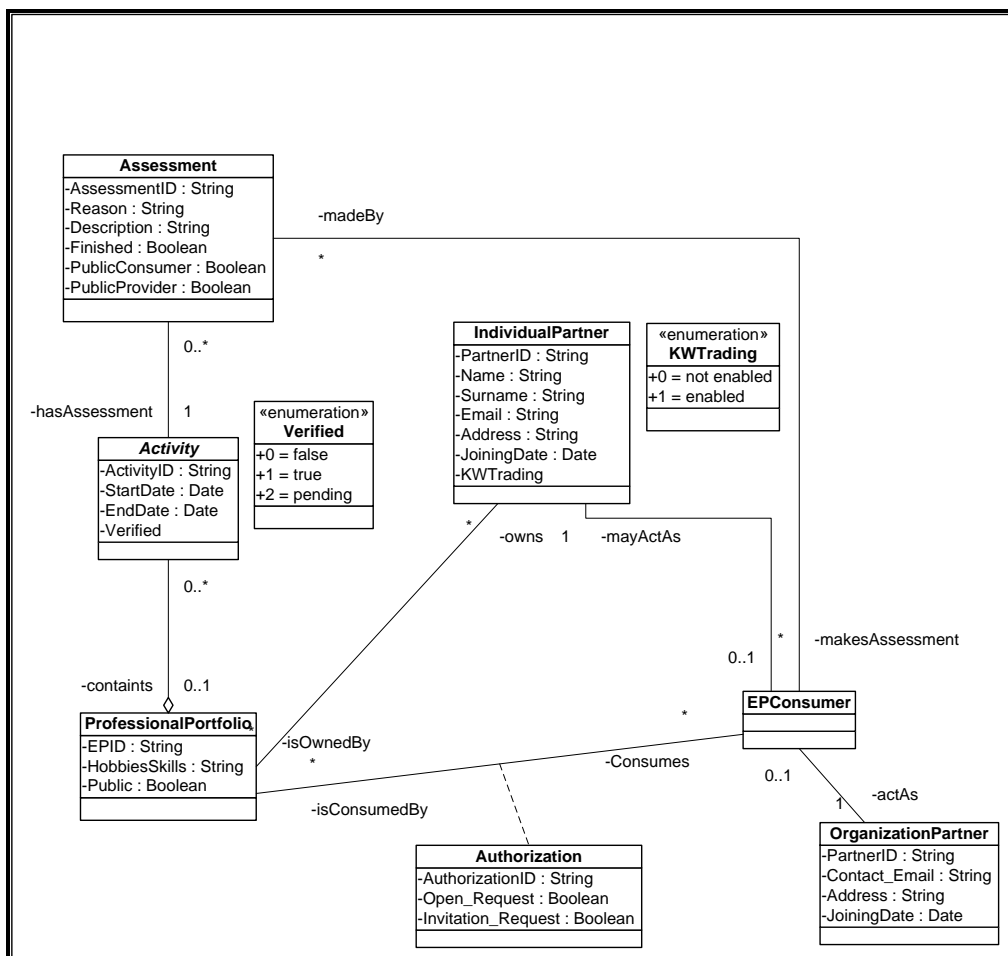 Assessment
-AssessmentID : String
-Reason : String
-Description : String
-Finished : Boolean
-PublicConsumer : Boolean
-PublicProvider : Boolean
-madeBy
*
0..*
-hasAssessment
1
IndividualPartner
-PartnerID : String
-Name : String
-Surname : String
-Email : String
-Address : String
-JoiningDate : Date
-KWTrading
«enumeration»
KWTrading
+0 = not enabled
+1 = enabled
Activity
-ActivityID : String
-StartDate : Date
-EndDate : Date
-Verified
«enumeration»
Verified
+0 = false
+1 = true
+2 = pending
*
-owns
1
-mayActAs
0..*
-containts
0..1
0..1
*
-makesAssessment
ProfessionalPortfolio
-EPID : String
-HobbiesSkills : String
-Public : Boolean
*
-isOwnedBy
*
-isConsumedBy
*
-Consumes
EPConsumer
0..1
1
-actAs
Authorization
-AuthorizationID : String
-Open_Request : Boolean
-Invitation_Request : Boolean
OrganizationPartner
-PartnerID : String
-Contact_Email : String
-Address : String
-JoiningDate : Date